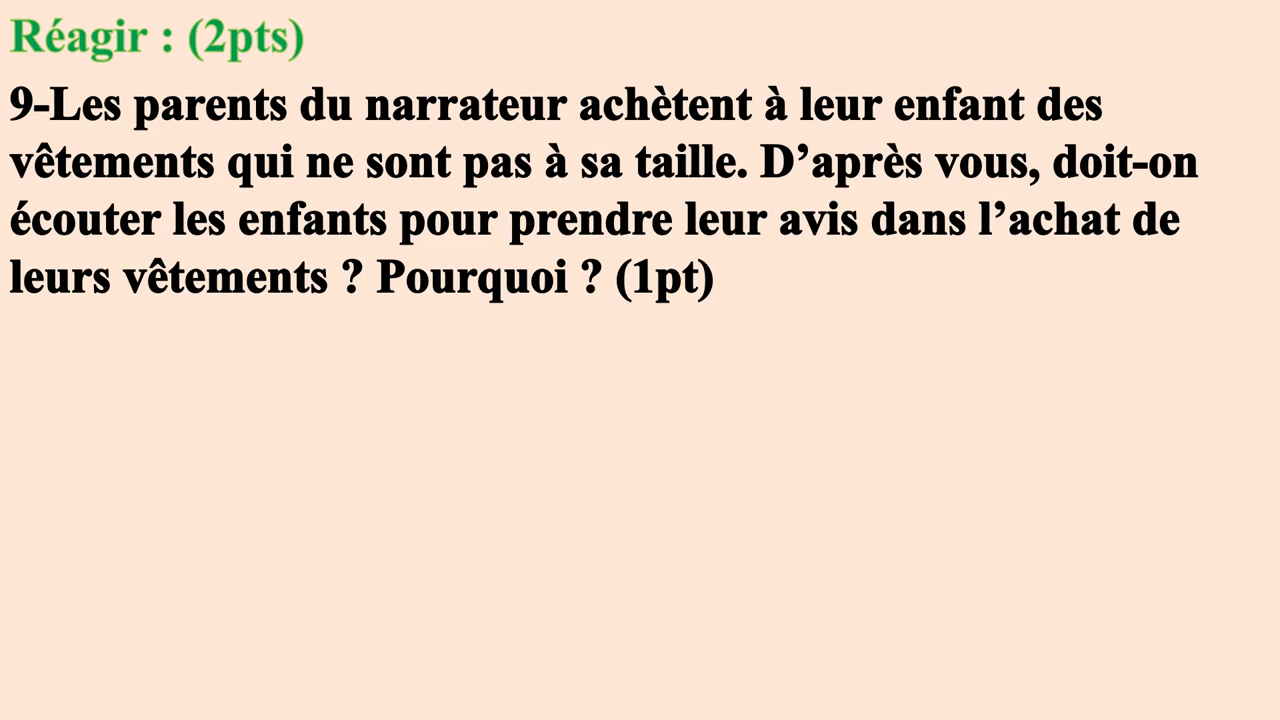 Réagir : (2pts)
9-Les parents du narrateur achètent à leur enfant des
vêtements qui ne sont pas à sa taille. D’après vous, doit-on
écouter les enfants pour prendre leur avis dans l’achat de
leurs vêtements ? Pourquoi ? (1pt)